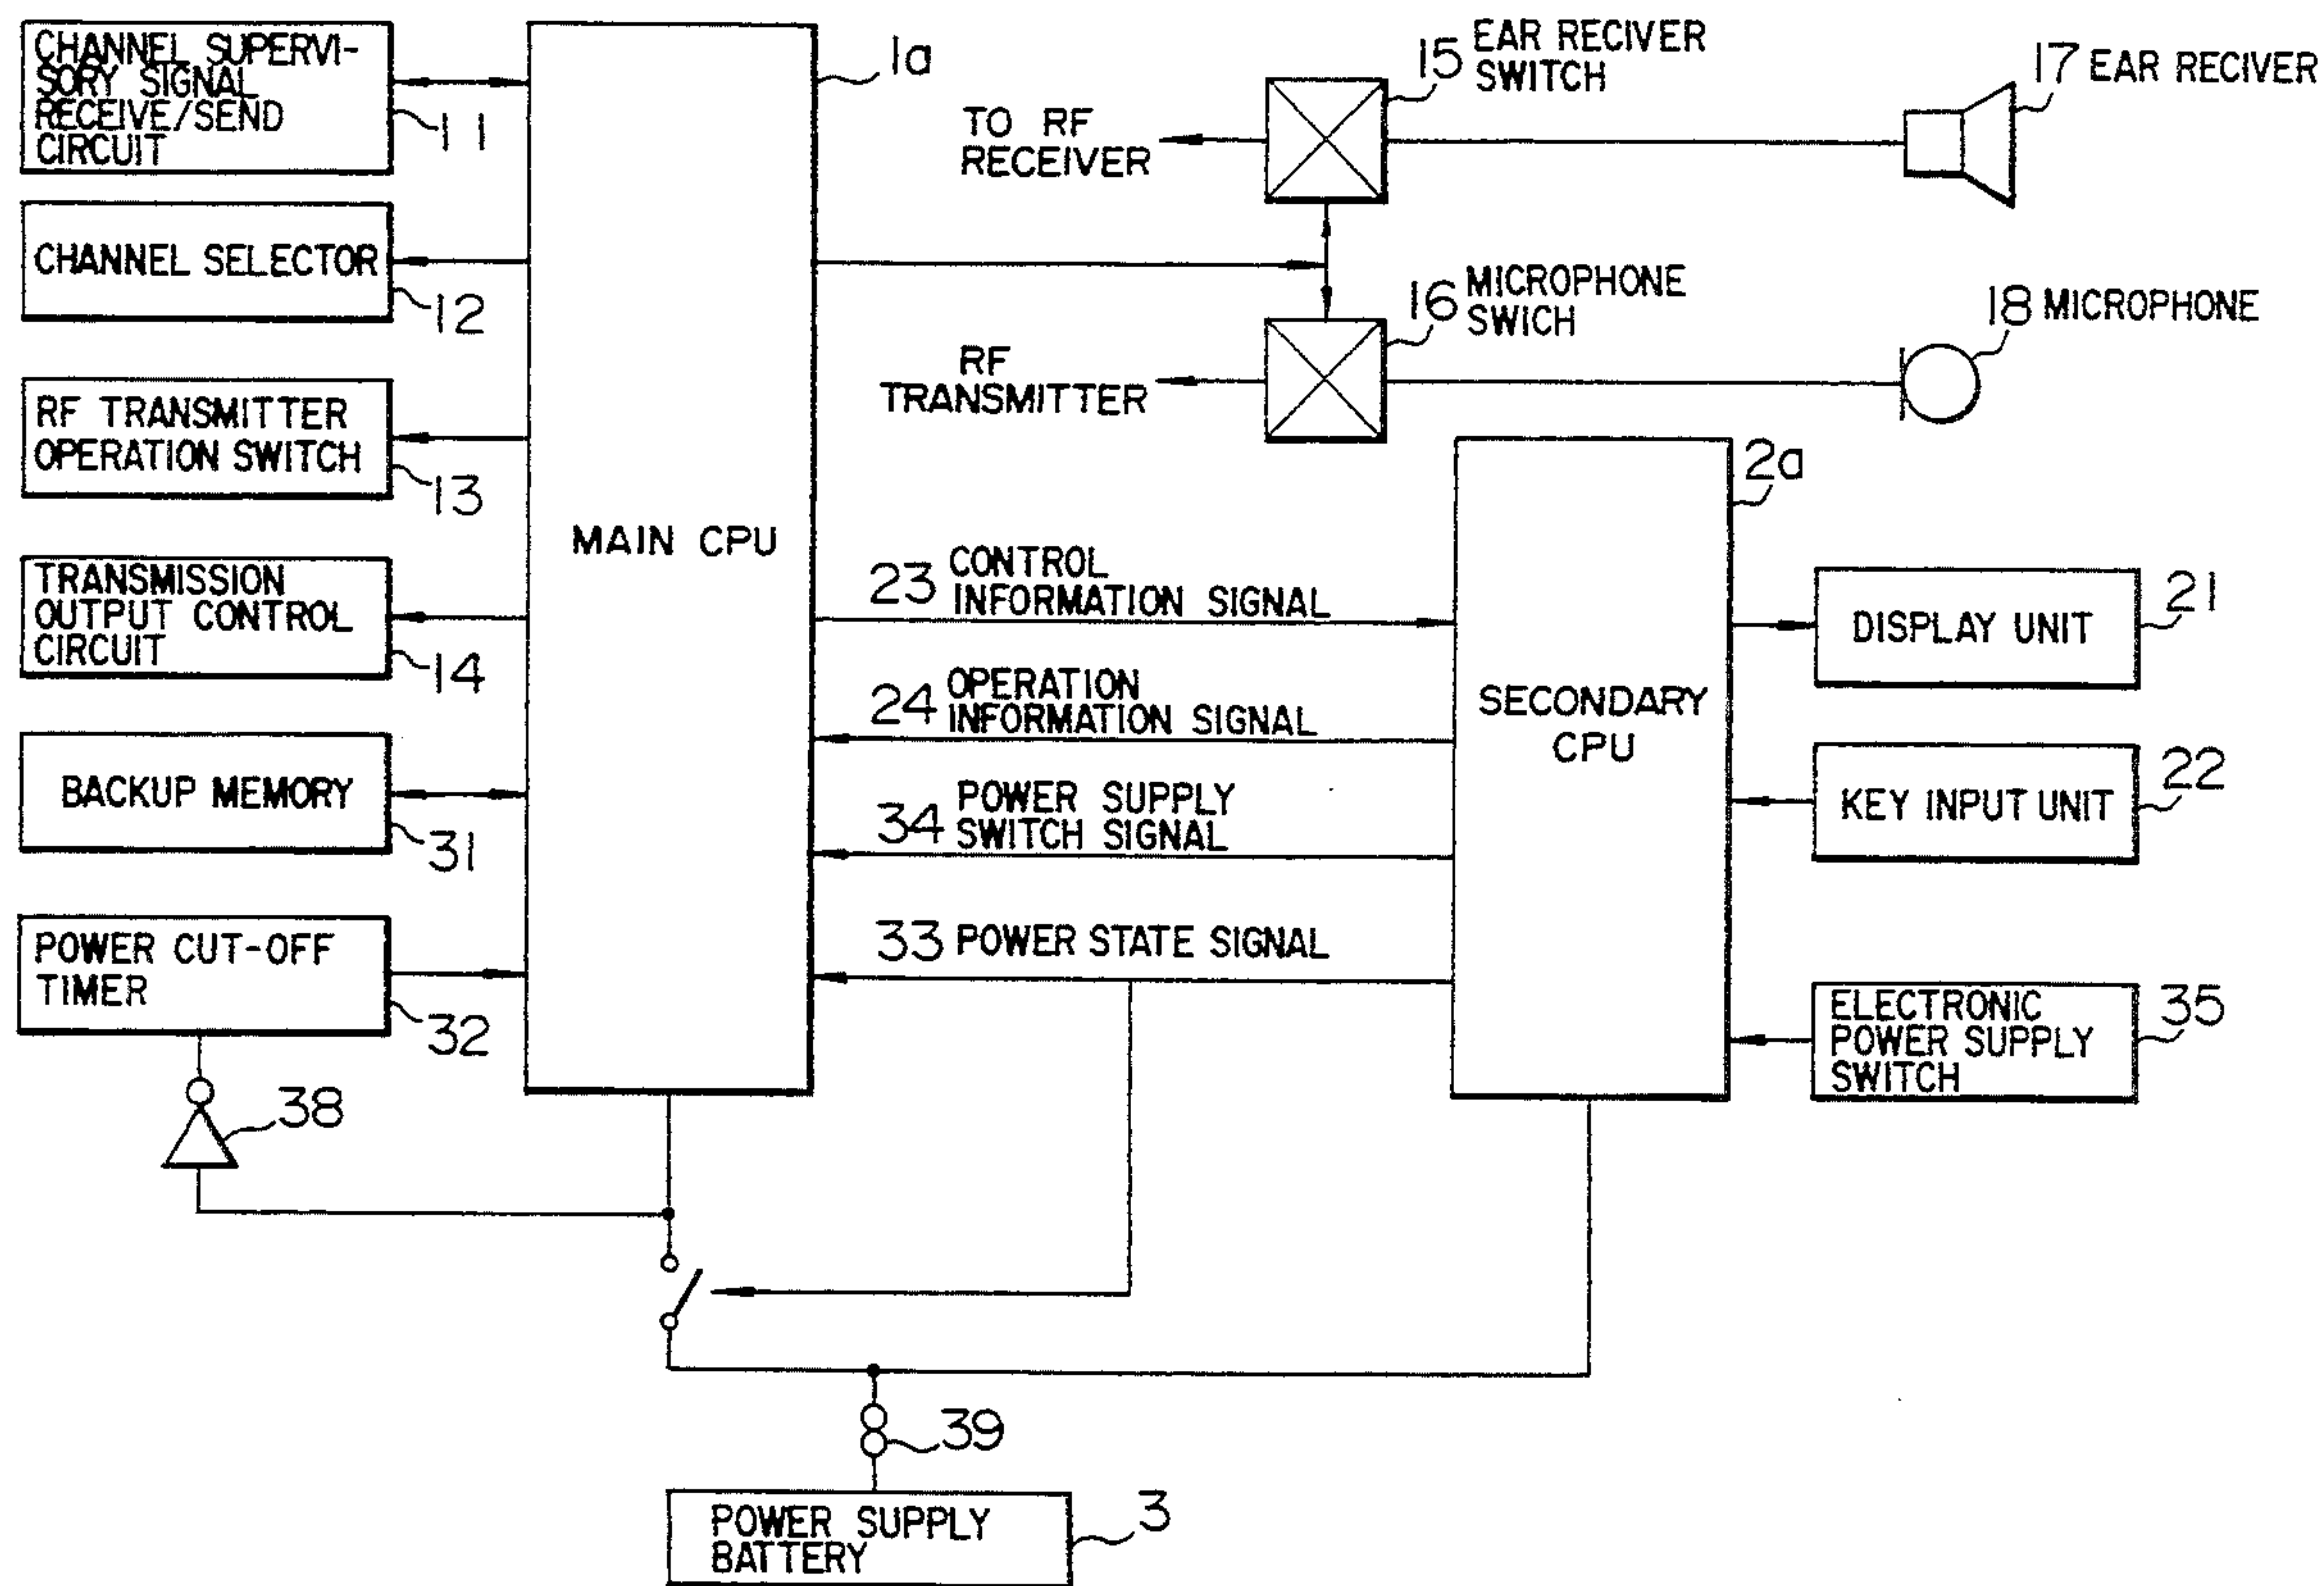 CHANNEL SUPERVI-
SORY SIGNAL
RECEIVE/SEND
CIRCUIT
11
CHANNEL SELECTOR
12
RF TRANSMITTER
OPERATION SWITCH
13
TRANSMISSION
OUTPUT CONTROL
CIRCUIT
14
BACKUP MEMORY
31
POWER CUT-OFF
TIMER
32
38
MAIN CPU
1a
TO RF
RECEIVER
15 EAR RECIVER
SWITCH
17 EAR RECIVER
RF
TRANSMITTER
16 MICROPHONE
SWICH
18 MICROPHONE
23 CONTROL
INFORMATION SIGNAL
24 OPERATION
INFORMATION SIGNAL
34 POWER SUPPLY
SWITCH SIGNAL
33 POWER STATE SIGNAL
SECONDARY
CPU
2a
DISPLAY UNIT
21
KEY INPUT UNIT
22
ELECTRONIC
POWER SUPPLY
SWITCH
35
39
POWER SUPPLY
BATTERY
3